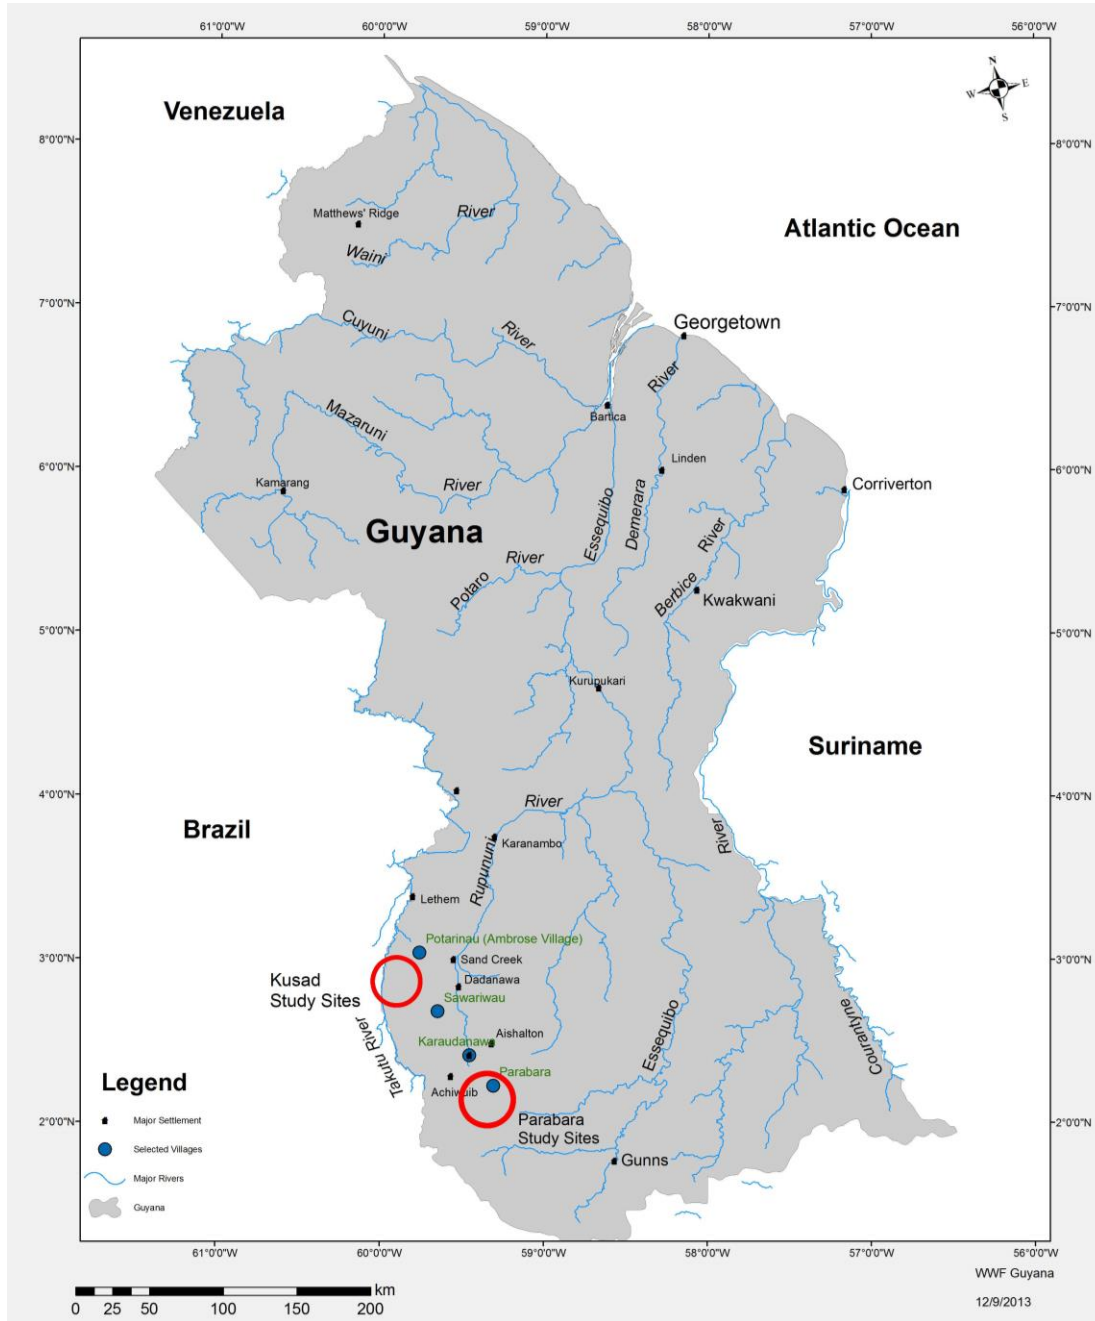 61°0'0"W 60°0'0"W 59°0'0"W 58°0'0"W 57°0'0"W 56°0'0"W
N
W E
S
Venezuela
8°0'0"N 8°0'0"N
Matthews' Ridge
River
Waini
Atlantic Ocean
7°0'0"N 7°0'0"N
Cuyuni
River
Georgetown
River
Mazaruni
Bartica
Linden
6°0'0"N 6°0'0"N
Kamarang
River
Corriverton
Essequibo
Demerara
Guyana
River
River
Potaro
Berbice
Kwakwani
5°0'0"N 5°0'0"N
Kurupukari
Suriname
4°0'0"N 4°0'0"N
River
Brazil
Karanambo
River
Rupununi
Lethem
Potarinau (Ambrose Village)
3°0'0"N 3°0'0"N
Sand Creek
Kusad
Study Sites
Dadanawa
Sawariwau
Essequibo
Takutu River
Karaudanawa
Aishalton
Courantyne
Parabara
Achiwuib
2°0'0"N 2°0'0"N
Parabara
Study Sites
Gunns
Legend
Major Settlement
Selected Villages
Major Rivers
Guyana
61°0'0"W 60°0'0"W 59°0'0"W 58°0'0"W 57°0'0"W 56°0'0"W
km
0 25 50 100 150 200
WWF Guyana
12/9/2013